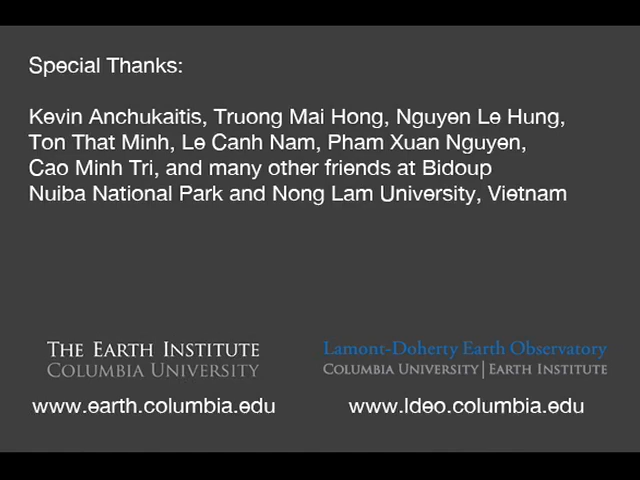 Special Thanks:
Kevin Anchukaitis, Truong Mai Hong, Nguyen Le Hung,
Ton That Minh, Le Canh Nam, Pham Xuan Nguyen,
Cao Minh Tri, and many other friends at Bidoup
Nuiba National Park and Nong Lam University, Vietnam
THE EARTH INSTITUTE
COLUMBIA UNIVERSITY
www.earth.columbia.edu
Lamont-Doherty Earth Observatory
COLUMBIA UNIVERSITY | EARTH INSTITUTE
www.ldeo.columbia.edu